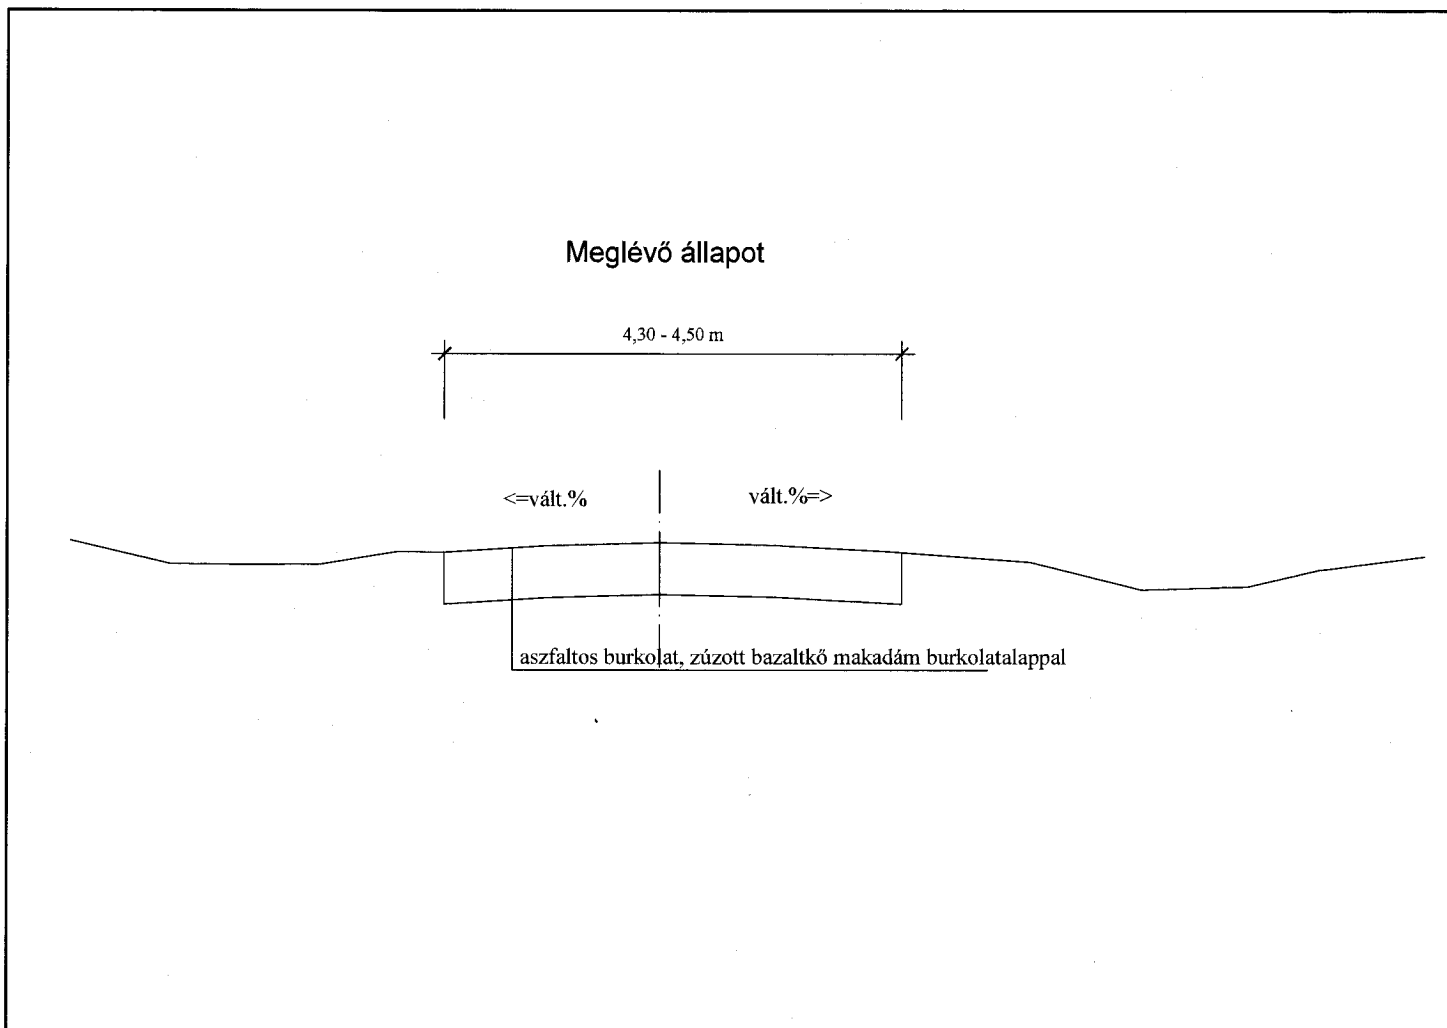 Meglévő állapot
4,30 - 4,50 m
<=vált.% vált.%=>
aszfaltos burkolat, zúzott bazaltkő makadám burkolatalappal